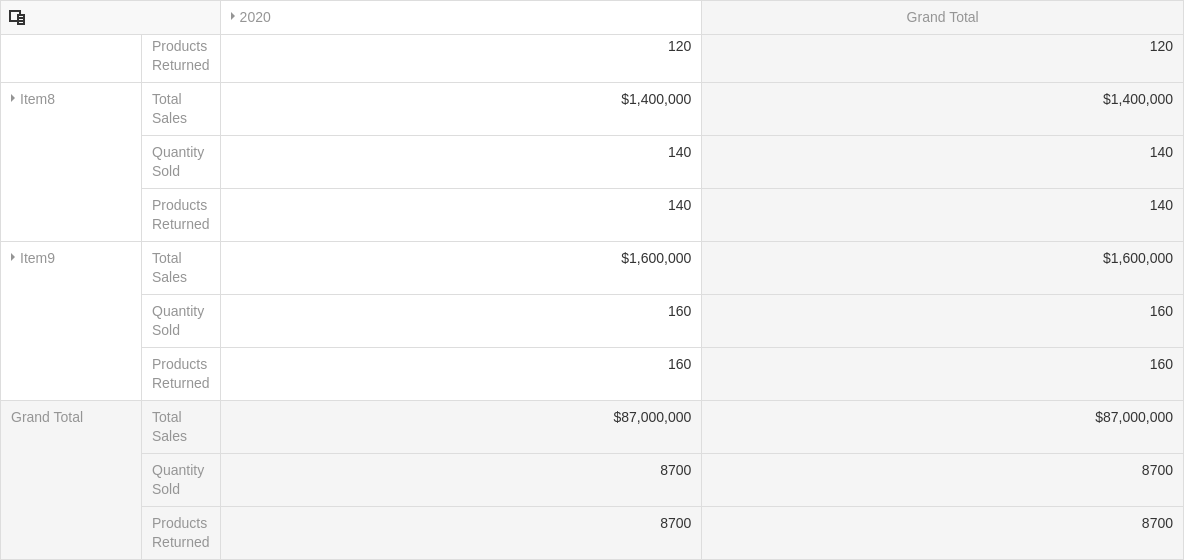 2020
Grand Total
Products
Returned
120
120
Item8
Total
Sales
$1,400,000
$1,400,000
Quantity
Sold
140
140
Products
Returned
140
140
Item9
Total
Sales
$1,600,000
$1,600,000
Quantity
Sold
160
160
Products
Returned
160
160
Grand Total
Total
Sales
$87,000,000
$87,000,000
Quantity
Sold
8700
8700
Products
Returned
8700
8700